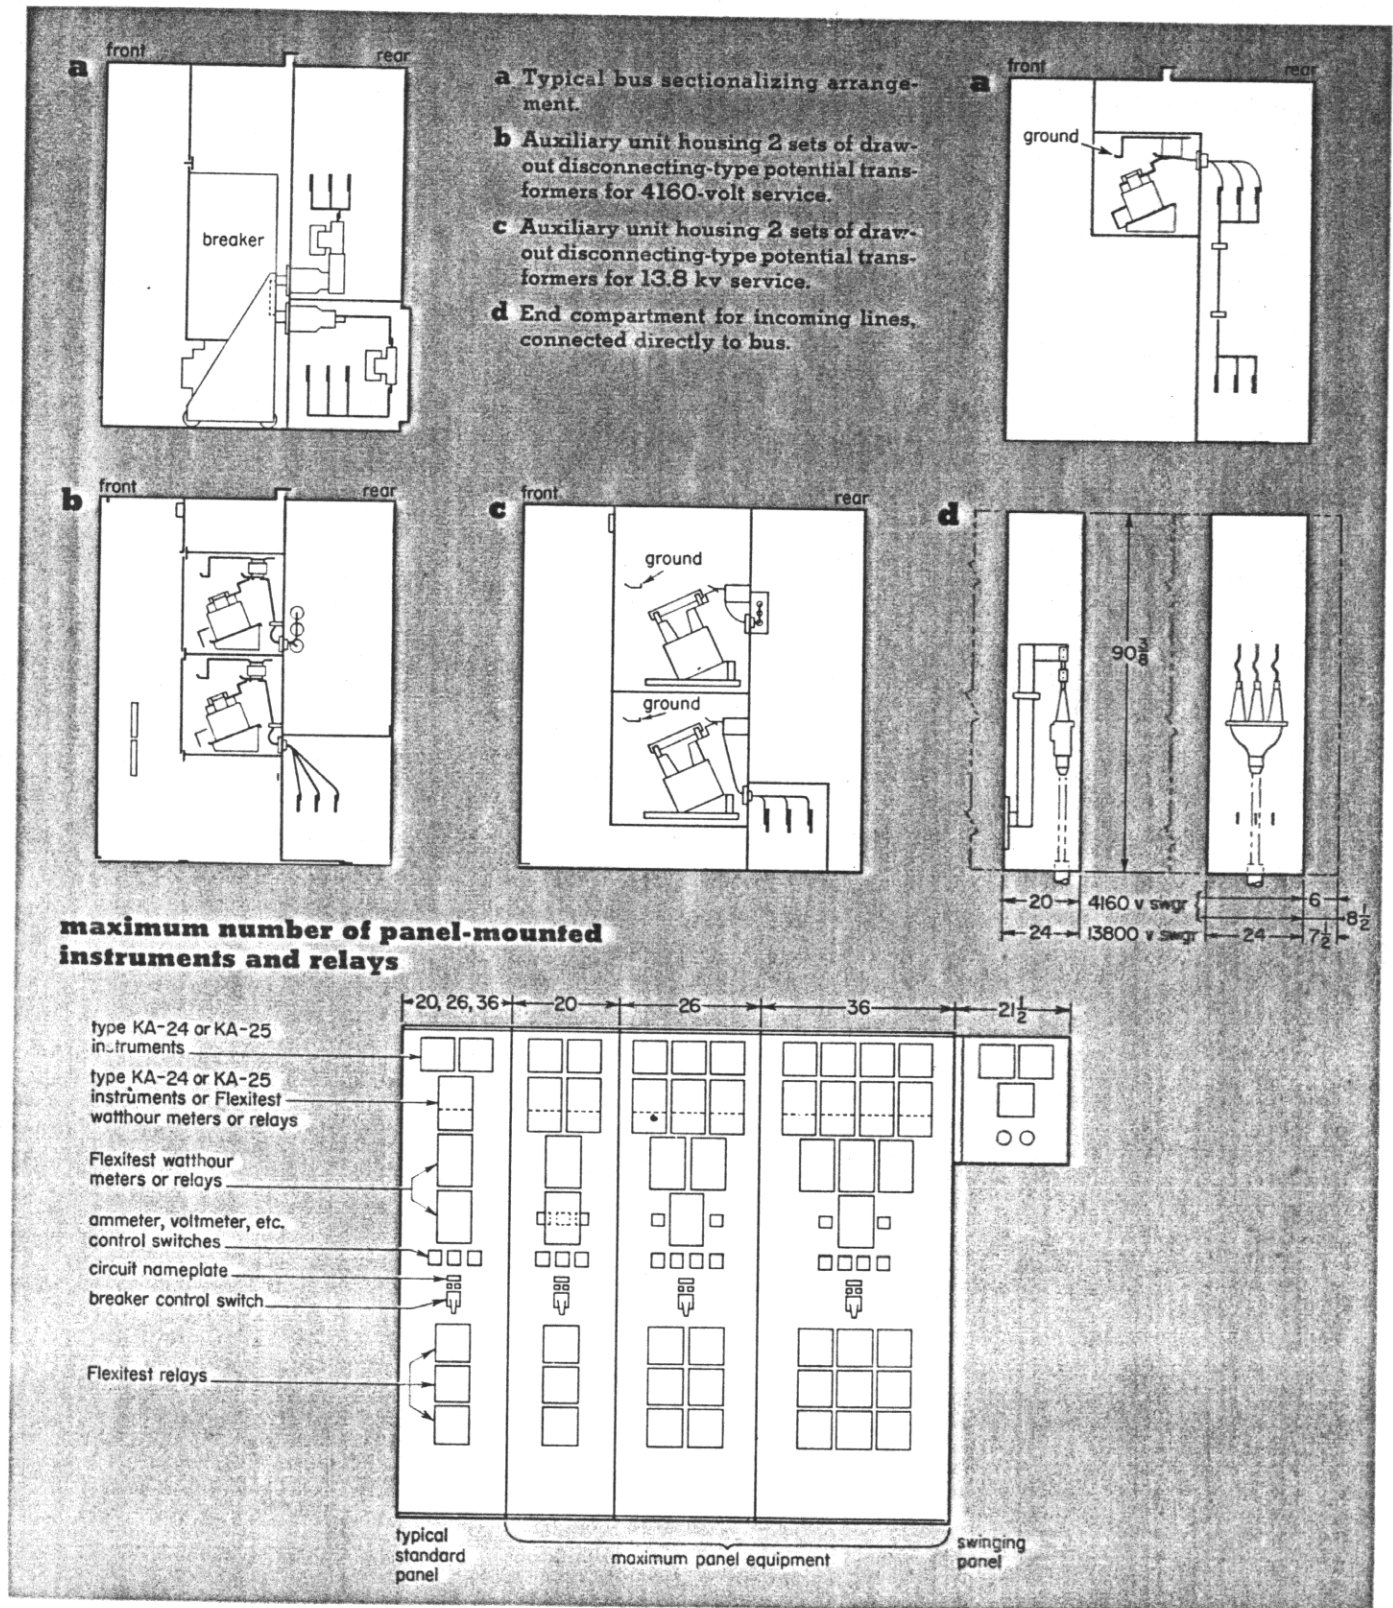 front
rear
a
breaker
a Typical bus sectionalizing arrange-
ment.
b Auxiliary unit housing 2 sets of draw-
out disconnecting-type potential trans-
formers for 4160-volt service.
c Auxiliary unit housing 2 sets of draw-
out disconnecting-type potential trans-
formers for 13.8 kv service.
d End compartment for incoming lines,
connected directly to bus.
front
rear
a
ground
b
front
rear
c
front
rear
ground
ground
d
90 3/8
20
4160 v swgr
6
8 1/2
24
13800 v swgr
24
7 1/2
maximum number of panel-mounted
instruments and relays
20, 26, 36
20
26
36
21 1/2
type KA-24 or KA-25
instruments
type KA-24 or KA-25
instruments or Flexitest
watthour meters or relays
Flexitest watthour
meters or relays
ammeter, voltmeter, etc.
control switches
circuit nameplate
breaker control switch
Flexitest relays
typical
standard
panel
maximum panel equipment
swinging
panel